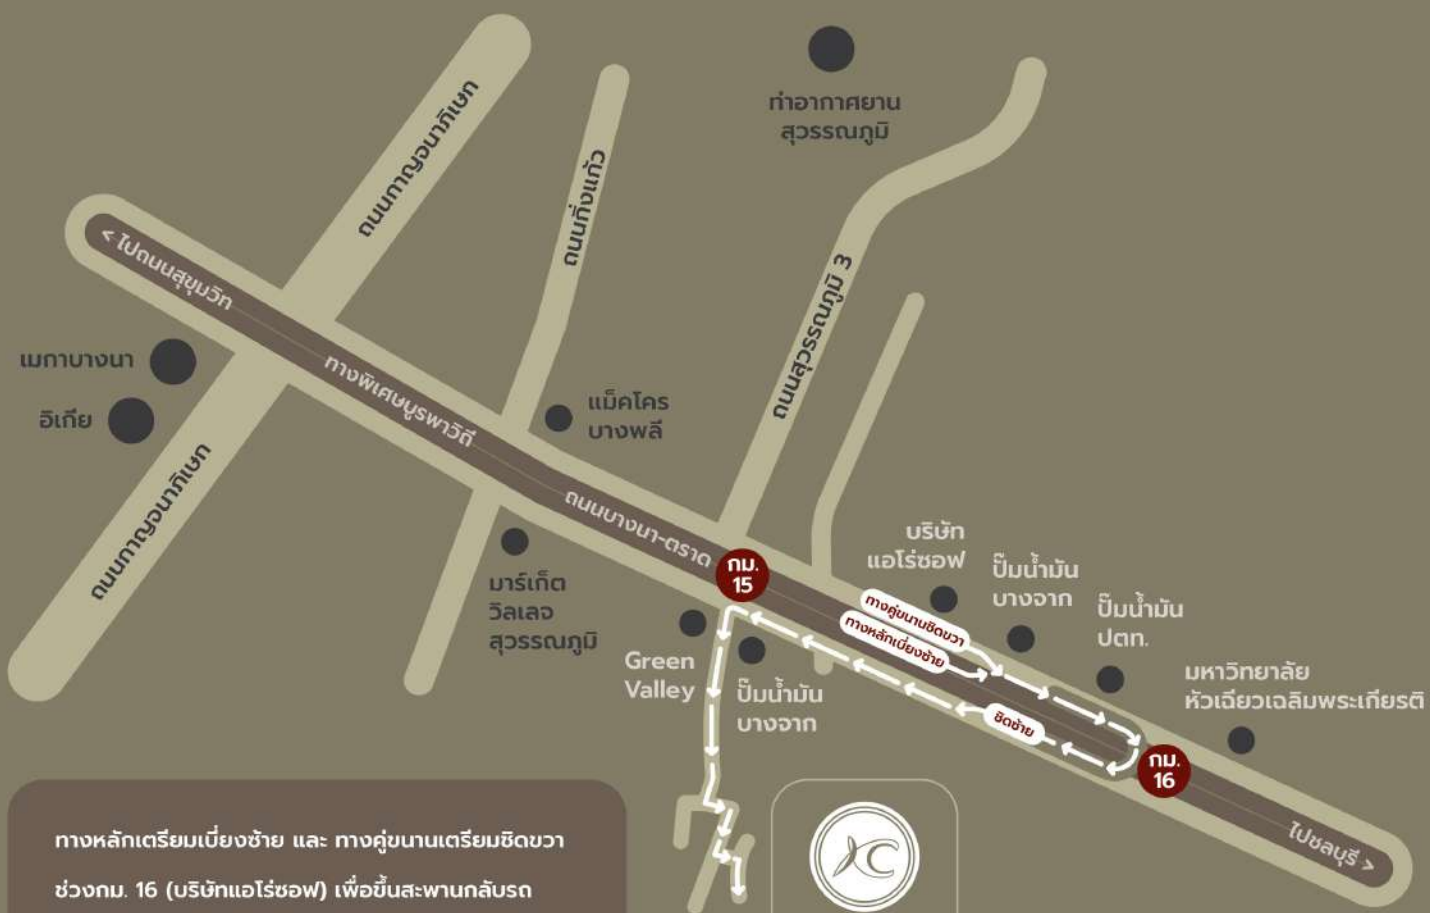 ท่าอากาศยาน
สุวรรณภูมิ
ถนนกาญจนาภิเษก
ถนนกิ่งแก้ว
< ไปถนนสุขุมวิท
ถนนสุวรรณภูมิ 3
เมกาบางนา
อิเกีย
ทางพิเศษบูรพาวิถี
แม็คโคร
บางพลี
ถนนกาญจนาภิเษก
ถนนบางนา-ตราด
กม.
15
มาร์เก็ต
วิลเลจ
สุวรรณภูมิ
บริษัท
แอโร่ซอฟ
ปั๊มน้ำมัน
บางจาก
ปั๊มน้ำมัน
ปตท.
ทางคู่ขนานชิดขวา
ทางหลักเบี่ยงซ้าย
Green
Valley
ปั๊มน้ำมัน
บางจาก
มหาวิทยาลัย
หัวเฉียวเฉลิมพระเกียรติ
ชิดซ้าย
กม.
16
ไปชลบุรี >
ทางหลักเตรียมเบี่ยงซ้าย และ ทางคู่ขนานเตรียมชิดขวา
ช่วงกม. 16 (บริษัทแอโร่ซอฟ) เพื่อขึ้นสะพานกลับรถ